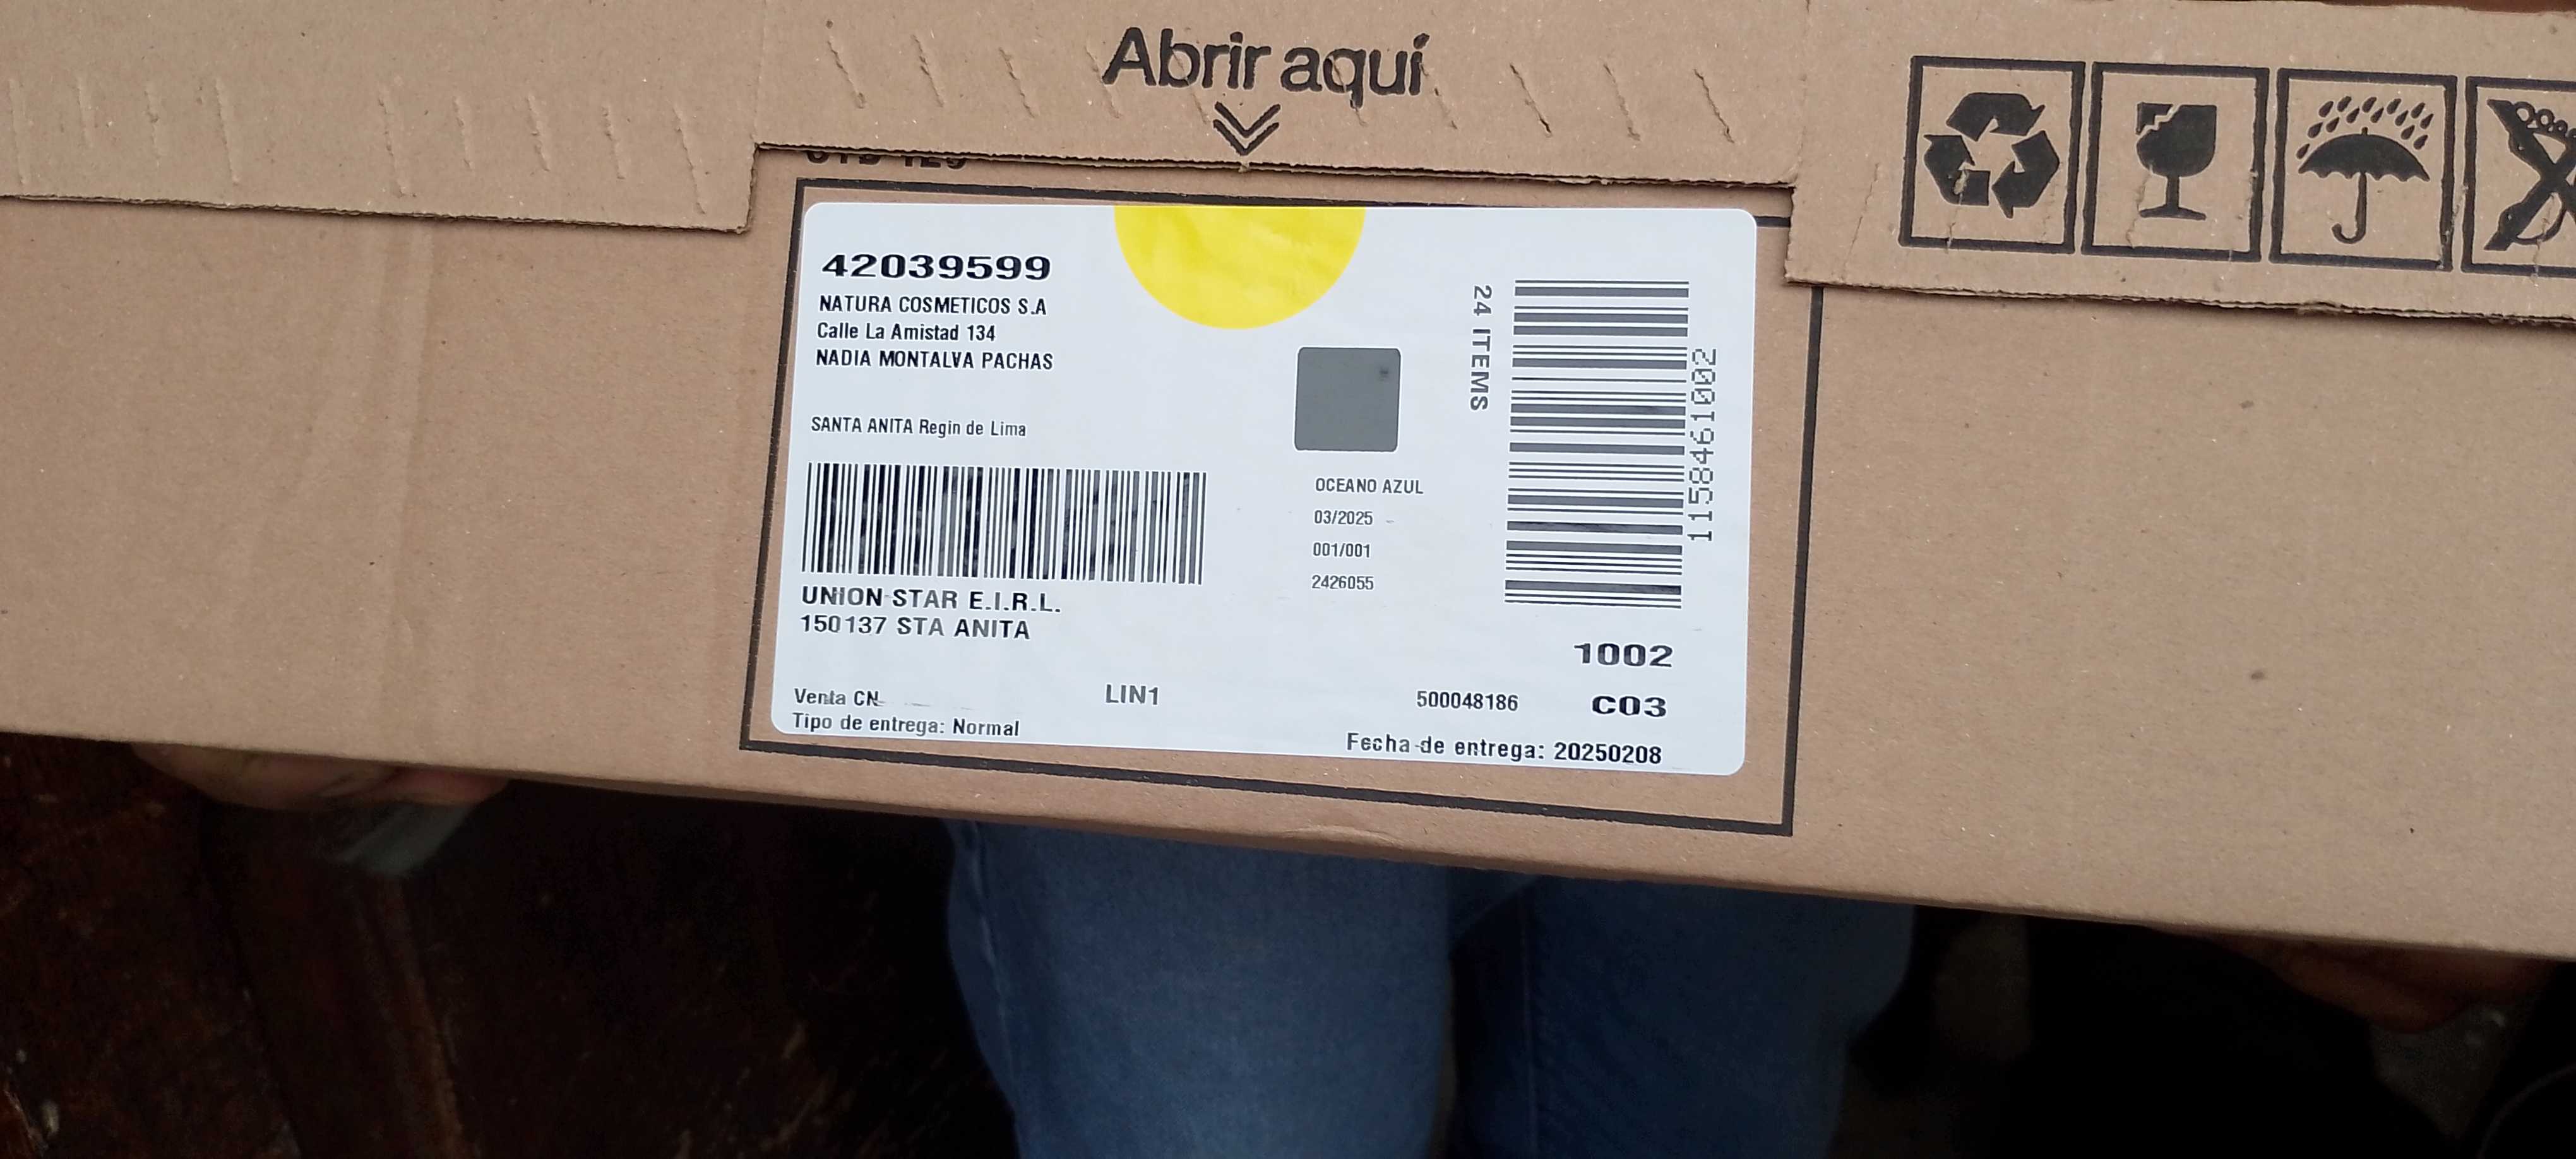 Abrir aquí
42039599
NATURA COSMETICOS S.A
Calle La Amistad 134
NADIA MONTALVA PACHAS
SANTA ANITA Regin de Lima
UNION STAR E.I.R.L.
150137 STA ANITA
Venta CN
Tipo de entrega: Normal
LIN1
OCEANO AZUL
03/2025
001/001
2426055
24 ITEMS
1158461002
1002
500048186
C03
Fecha de entrega: 20250208